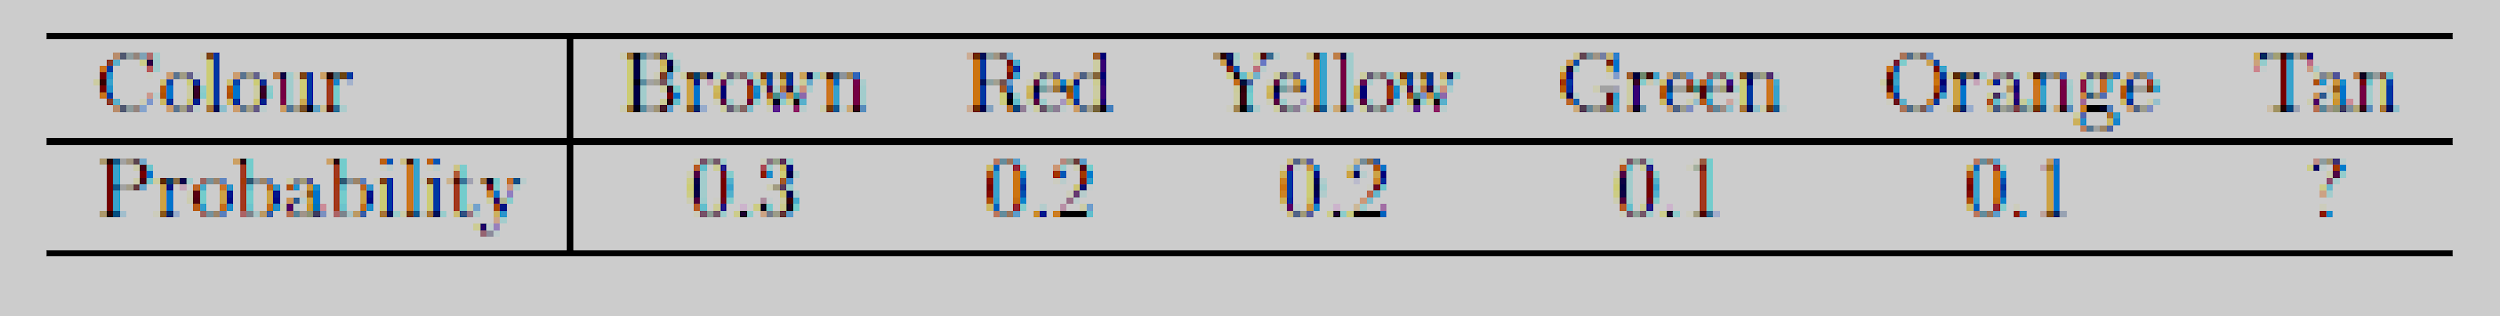 Colour Brown Red Yellow Green Orange Tan
Probability 0.3 0.2 0.2 0.1 0.1 ?